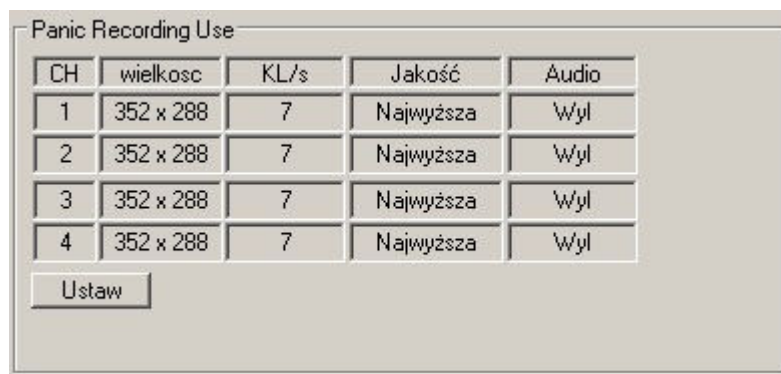 Panic Recording Use
CH wielkosc KL/s Jakość Audio
1 352 x 288 7 Najwyższa Wyl
2 352 x 288 7 Najwyższa Wyl
3 352 x 288 7 Najwyższa Wyl
4 352 x 288 7 Najwyższa Wyl
Ustaw